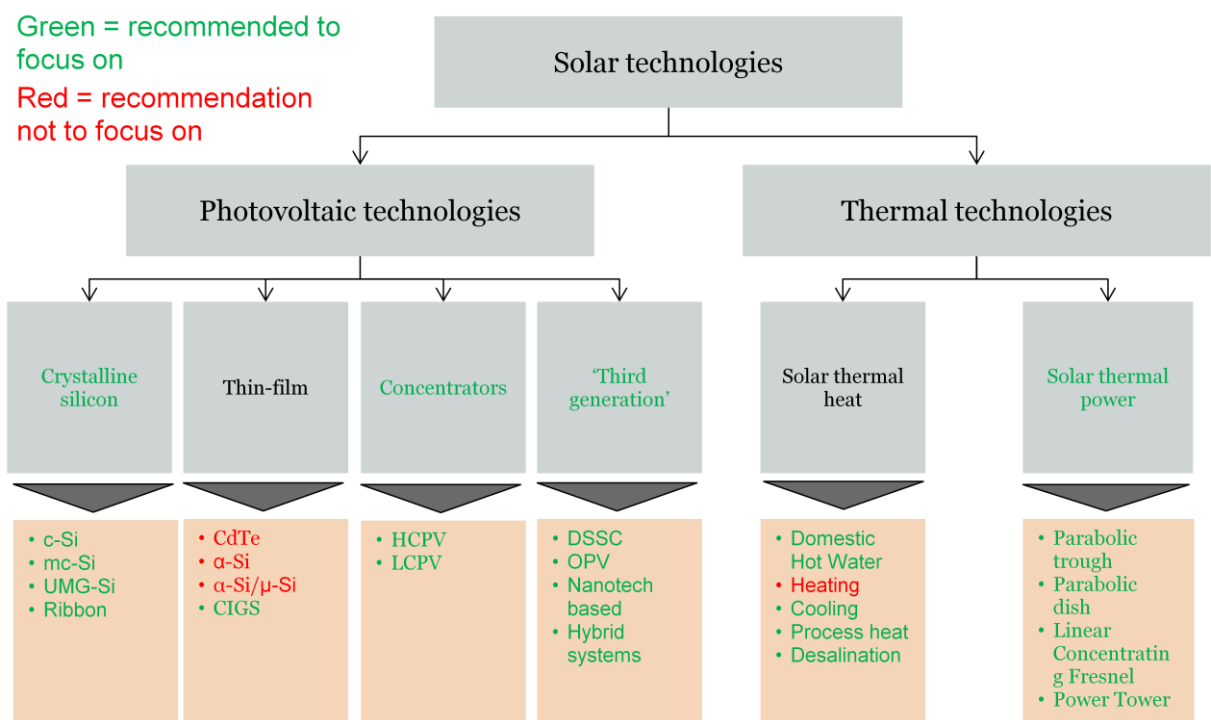 Green = recommended to
focus on
Red = recommendation
not to focus on
Solar technologies
Photovoltaic technologies
Thermal technologies
Crystalline
silicon
Thin-film
Concentrators
‘Third
generation’
Solar thermal
heat
Solar thermal
power
• c-Si
• mc-Si
• UMG-Si
• Ribbon
• CdTe
• α-Si
• α-Si/μ-Si
• CIGS
• HCPV
• LCPV
• DSSC
• OPV
• Nanotech
based
• Hybrid
systems
• Domestic
Hot Water
• Heating
• Cooling
• Process heat
• Desalination
• Parabolic
trough
• Parabolic
dish
• Linear
Concentratin
g Fresnel
• Power Tower